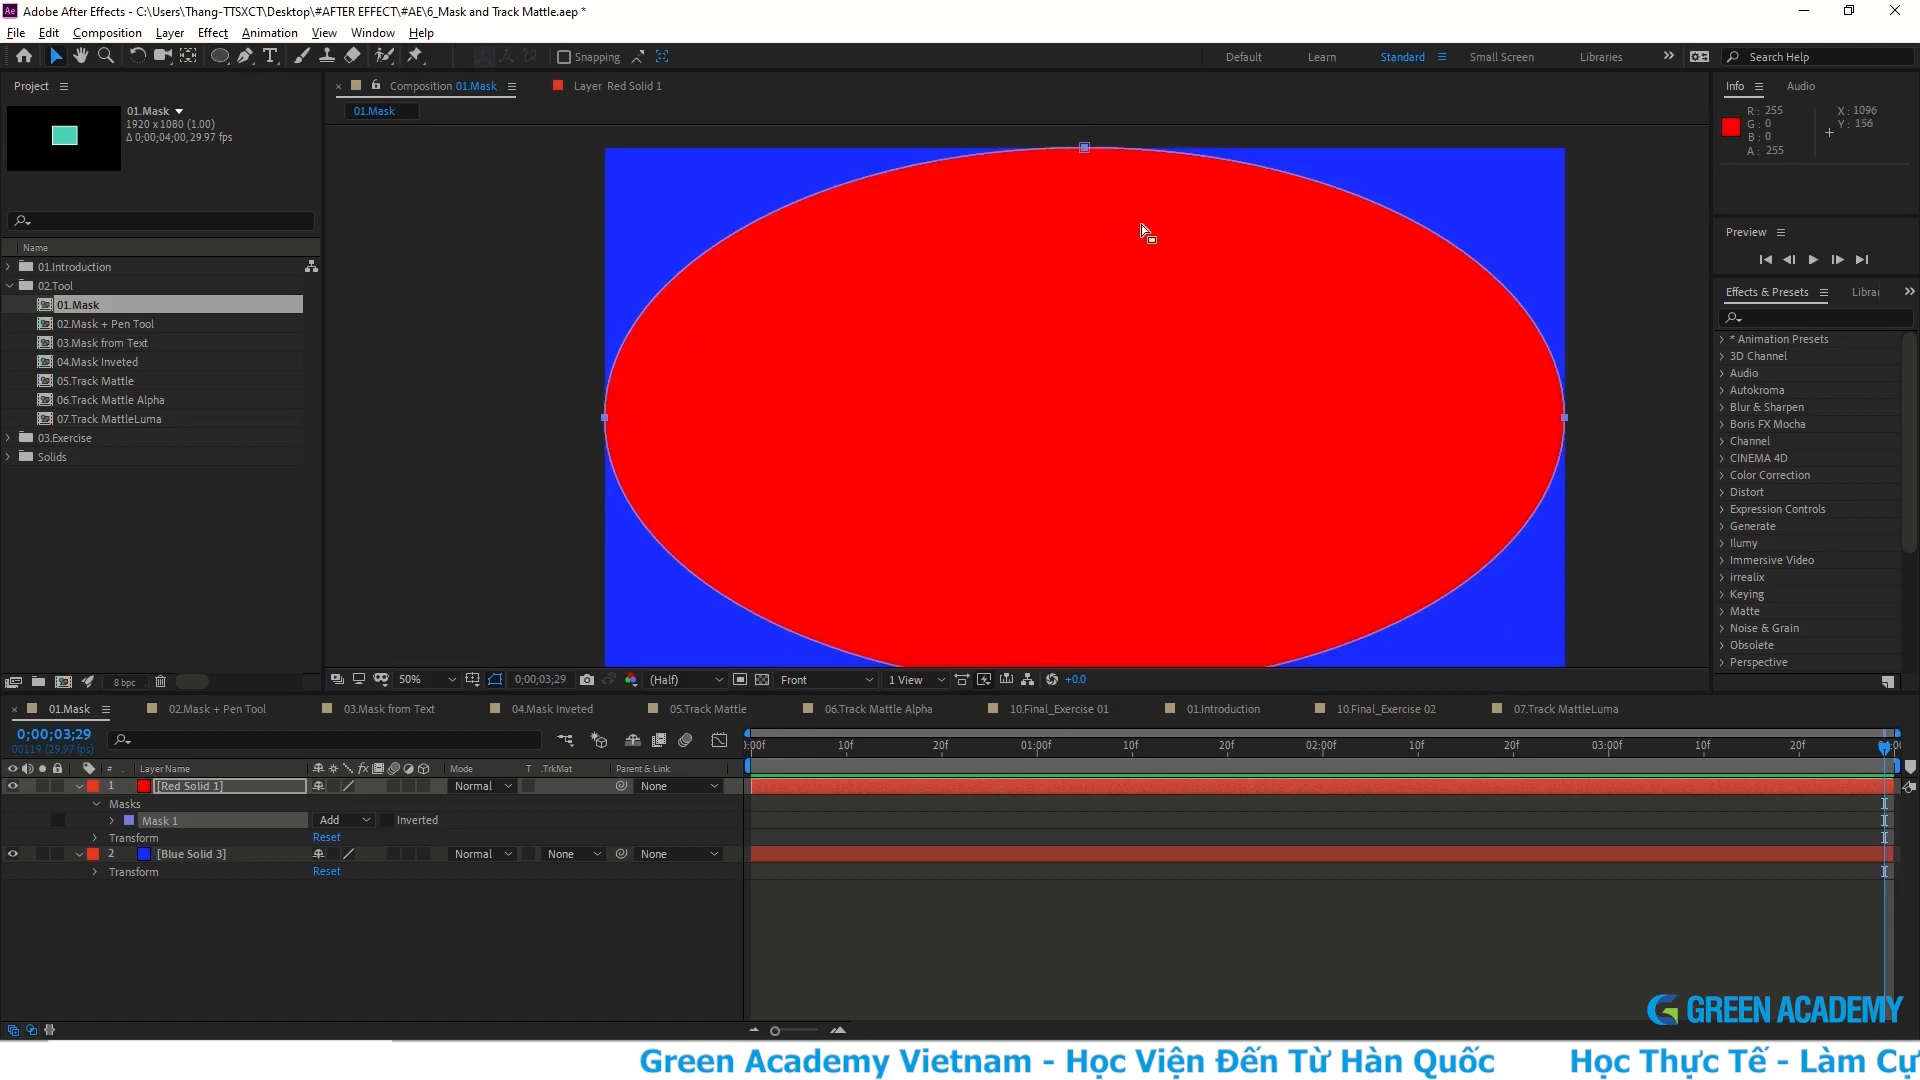 Adobe After Effects - C:\Users\Thang-TTSXCT\Desktop\#AFTER EFFECT\#AE\6_Mask and Track Mattle.aep *
File Edit Composition Layer Effect Animation View Window Help
Snapping
Default Learn Standard Small Screen Libraries Search Help
Project
01.Mask
1920 x 1080 (1.00)
Δ 0;00;04;00, 29.97 fps
Name
01.Introduction
02.Tool
01.Mask
02.Mask + Pen Tool
03.Mask from Text
04.Mask Inveted
05.Track Mattle
06.Track Mattle Alpha
07.Track MattleLuma
03.Exercise
Solids
8 bpc
Composition 01.Mask
Layer Red Solid 1
01.Mask
50% 0;00;03;29 (Half) Front 1 View +0.0
Info Audio
R : 255
G : 0
B : 0
A : 255
X : 1096
Y : 156
Preview
Effects & Presets Librar
* Animation Presets
3D Channel
Audio
Autokroma
Blur & Sharpen
Boris FX Mocha
Channel
CINEMA 4D
Color Correction
Distort
Expression Controls
Generate
Ilumy
Immersive Video
irrealix
Keying
Matte
Noise & Grain
Obsolete
Perspective
01.Mask 02.Mask + Pen Tool 03.Mask from Text 04.Mask Inveted 05.Track Mattle 06.Track Mattle Alpha 10.Final_Exercise 01 01.Introduction 10.Final_Exercise 02 07.Track MattleLuma
0;00;03;29
00119 (29.97 fps)
):00f 10f 20f 01:00f 10f 20f 02:00f 10f 20f 03:00f 10f 20f
# Layer Name Mode T .TrkMat Parent & Link
1 [Red Solid 1] Normal None
Masks
Mask 1 Add Inverted
Transform Reset
2 [Blue Solid 3] Normal None None
Transform Reset
GREEN ACADEMY
Green Academy Vietnam - Học Viện Đến Từ Hàn Quốc Học Thực Tế - Làm Cự